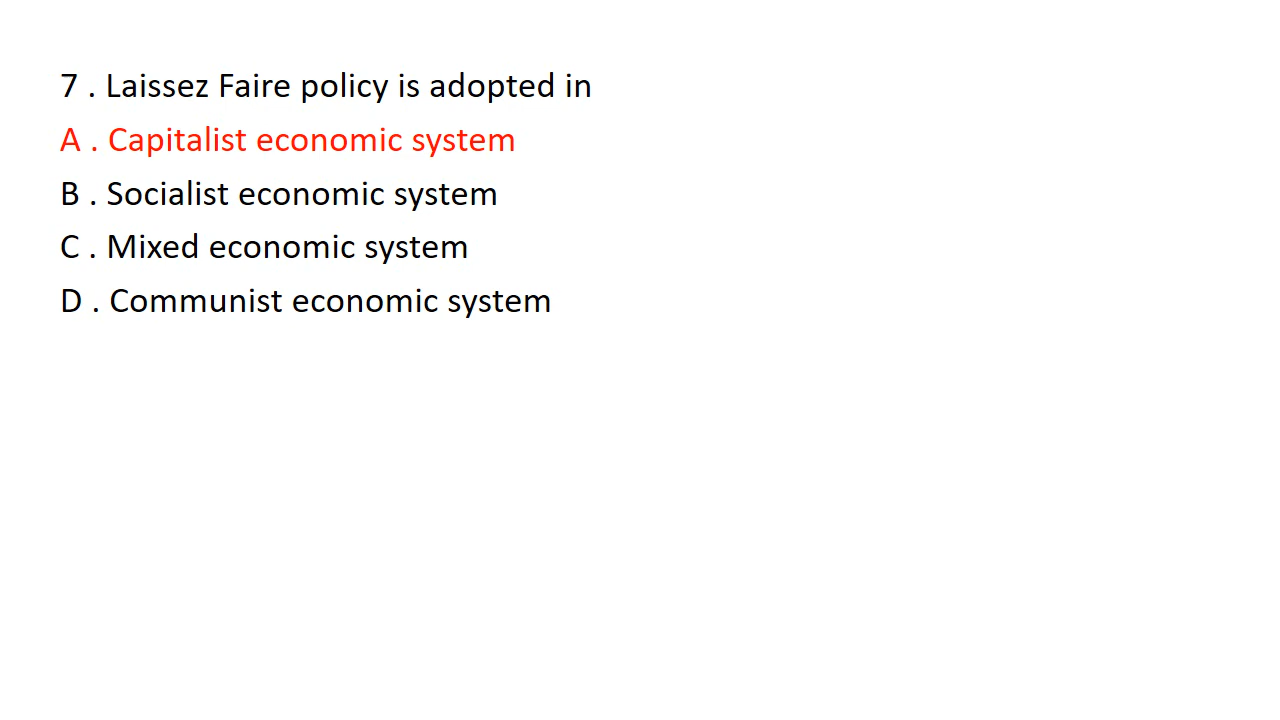 7 . Laissez Faire policy is adopted in
A . Capitalist economic system
B . Socialist economic system
C . Mixed economic system
D . Communist economic system